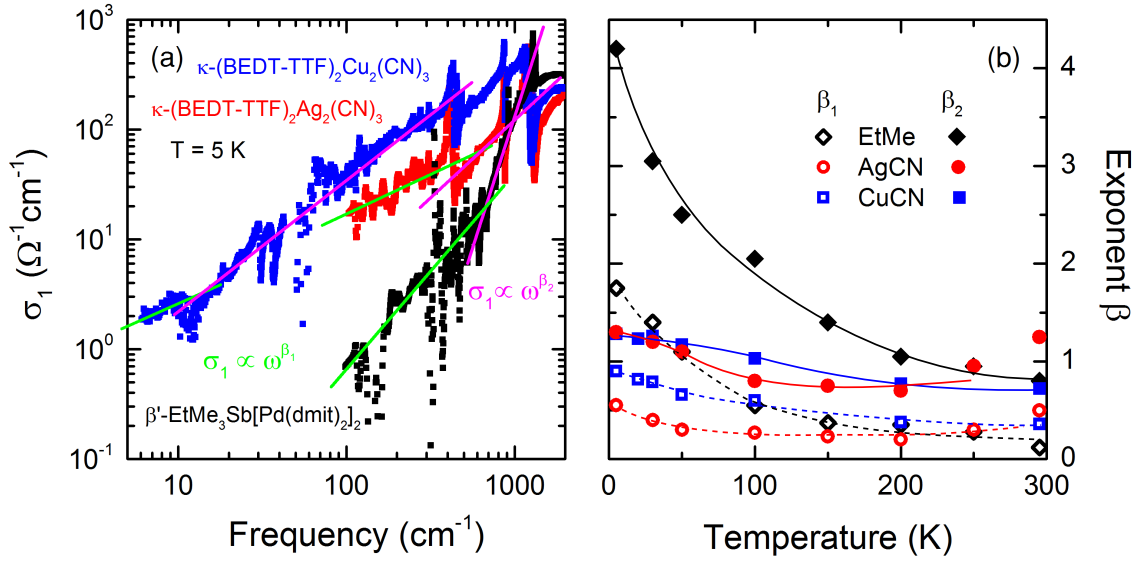 (a)
κ-(BEDT-TTF)₂Cu₂(CN)₃
κ-(BEDT-TTF)₂Ag₂(CN)₃
T = 5 K
σ₁ ∝ ω^β₂
σ₁ ∝ ω^β₁
β'-EtMe₃Sb[Pd(dmit)₂]₂
σ₁ (Ω⁻¹cm⁻¹)
10³
10²
10¹
10⁰
10⁻¹
10 100 1000
Frequency (cm⁻¹)
(b)
β₁ β₂
EtMe
AgCN
CuCN
4
3
2
1
0
Exponent β
0 100 200 300
Temperature (K)